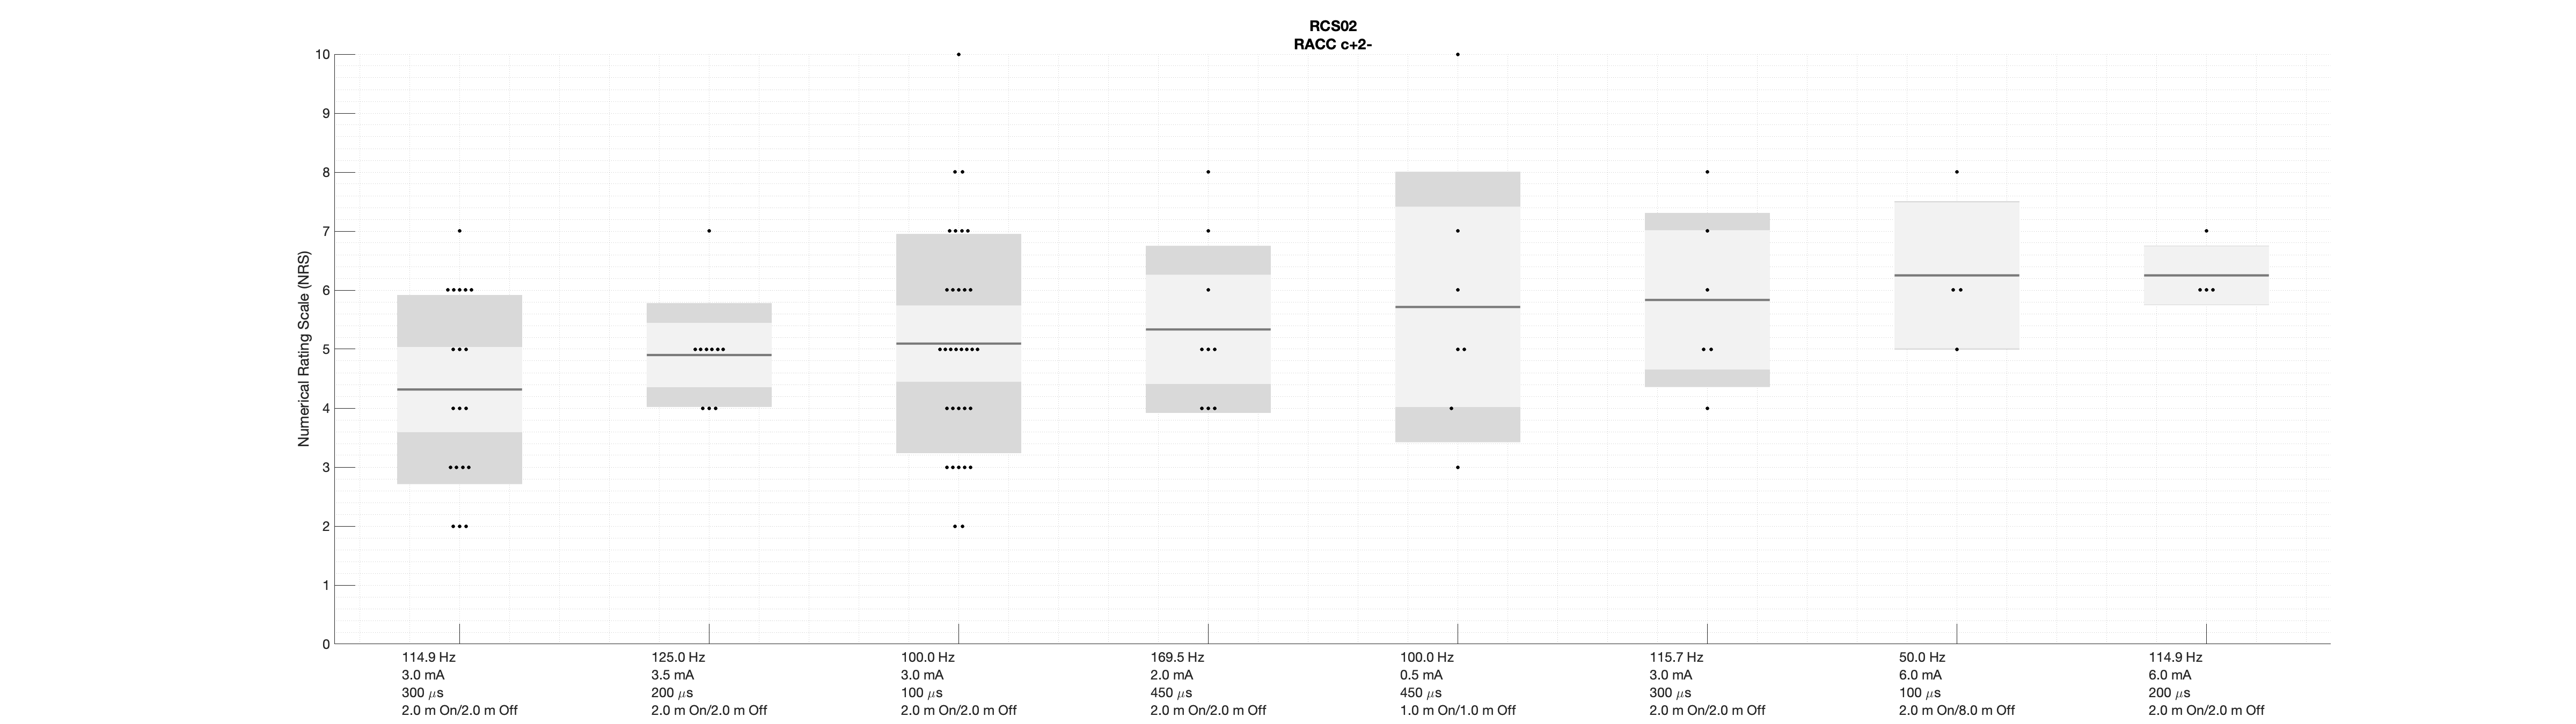 RCS02
RACC c+2-
10
9
8
7
6
5
4
3
2
1
0
Numerical Rating Scale (NRS)
114.9 Hz
3.0 mA
300 μs
2.0 m On/2.0 m Off
125.0 Hz
3.5 mA
200 μs
2.0 m On/2.0 m Off
100.0 Hz
3.0 mA
100 μs
2.0 m On/2.0 m Off
169.5 Hz
2.0 mA
450 μs
2.0 m On/2.0 m Off
100.0 Hz
0.5 mA
450 μs
1.0 m On/1.0 m Off
115.7 Hz
3.0 mA
300 μs
2.0 m On/2.0 m Off
50.0 Hz
6.0 mA
100 μs
2.0 m On/8.0 m Off
114.9 Hz
6.0 mA
200 μs
2.0 m On/2.0 m Off